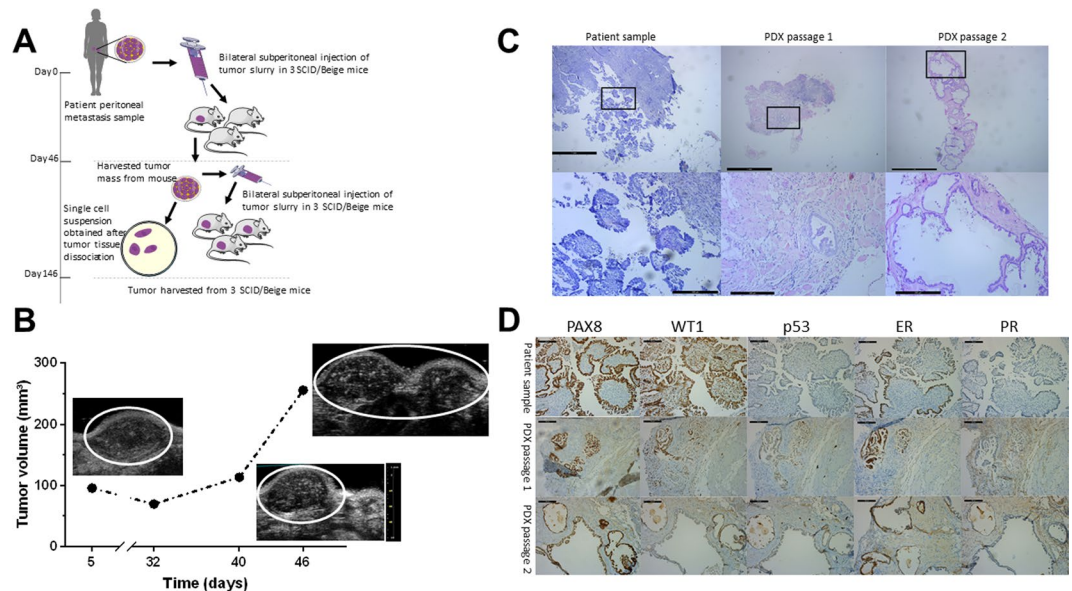 A
Day 0
Patient peritoneal
metastasis sample
Bilateral subperitoneal injection of
tumor slurry in 3 SCID/Beige mice
Day 46
Harvested tumor
mass from mouse
Bilateral subperitoneal injection of
tumor slurry in 3 SCID/Beige mice
Single cell
suspension
obtained after
tumor tissue
dissociation
Day 146
Tumor harvested from 3 SCID/Beige mice
B
Tumor volume (mm³)
300
200
100
0
5
32
40
46
Time (days)
C
Patient sample
PDX passage 1
PDX passage 2
D
PAX8
WT1
p53
ER
PR
Patient
sample
PDX passage 1
PDX passage 2